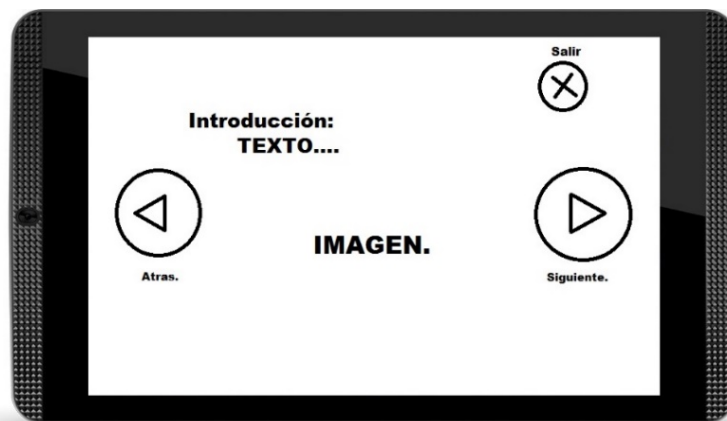 Salir
Introducción:
TEXTO....
IMAGEN.
Atras.
Siguiente.